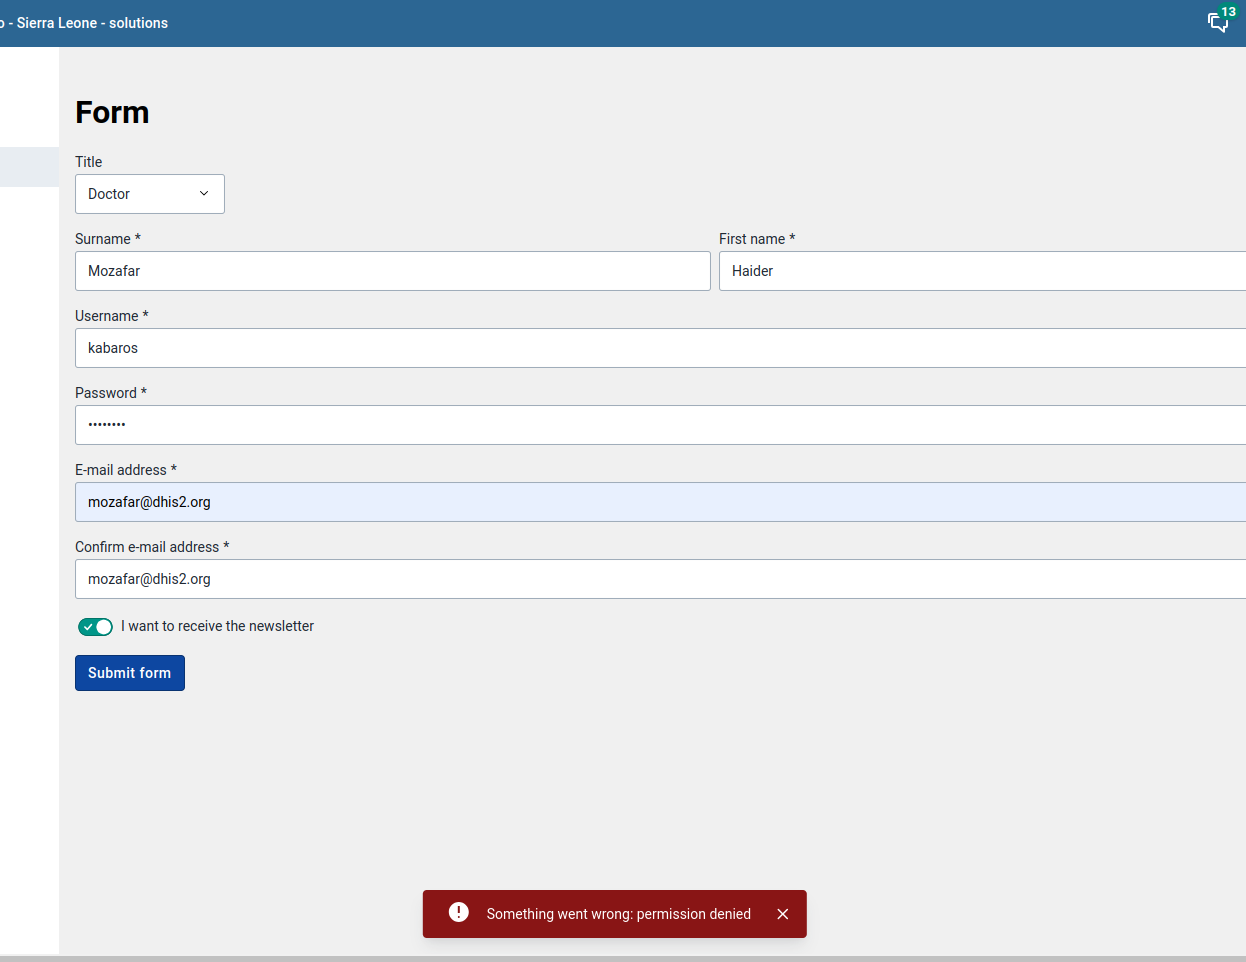 - Sierra Leone - solutions
13
Form
Title
Doctor
Surname *
First name *
Mozafar
Haider
Username *
kabaros
Password *
••••••••
E-mail address *
mozafar@dhis2.org
Confirm e-mail address *
mozafar@dhis2.org
I want to receive the newsletter
Submit form
Something went wrong: permission denied